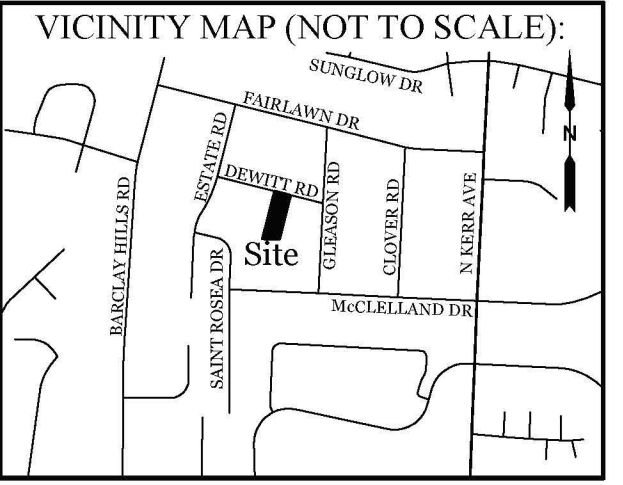 VICINITY MAP (NOT TO SCALE):
SUNGLOW DR
FAIRLAWN DR
N
ESTATE RD
DEWITT RD
GLEASON RD
CLOVER RD
N KERR AVE
BARCLAY HILLS RD
Site
SAINT ROSEA DR
McCLELLAND DR